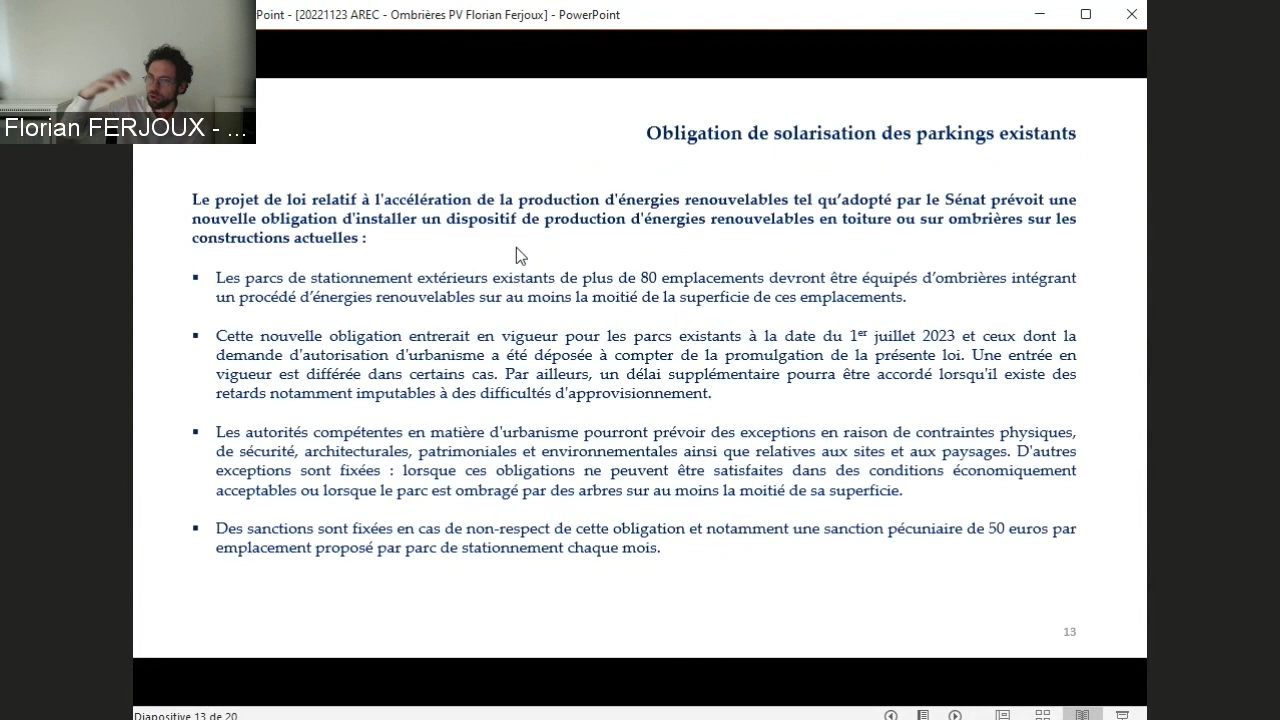 Point - [20221123 AREC - Ombrières PV Florian Ferjoux] - PowerPoint
Florian FERJOUX - ...
Obligation de solarisation des parkings existants
Le projet de loi relatif à l'accélération de la production d'énergies renouvelables tel qu’adopté par le Sénat prévoit une
nouvelle obligation d'installer un dispositif de production d'énergies renouvelables en toiture ou sur ombrières sur les
constructions actuelles :
▪ Les parcs de stationnement extérieurs existants de plus de 80 emplacements devront être équipés d’ombrières intégrant
un procédé d’énergies renouvelables sur au moins la moitié de la superficie de ces emplacements.
▪ Cette nouvelle obligation entrerait en vigueur pour les parcs existants à la date du 1er juillet 2023 et ceux dont la
demande d'autorisation d'urbanisme a été déposée à compter de la promulgation de la présente loi. Une entrée en
vigueur est différée dans certains cas. Par ailleurs, un délai supplémentaire pourra être accordé lorsqu'il existe des
retards notamment imputables à des difficultés d'approvisionnement.
▪ Les autorités compétentes en matière d'urbanisme pourront prévoir des exceptions en raison de contraintes physiques,
de sécurité, architecturales, patrimoniales et environnementales ainsi que relatives aux sites et aux paysages. D'autres
exceptions sont fixées : lorsque ces obligations ne peuvent être satisfaites dans des conditions économiquement
acceptables ou lorsque le parc est ombragé par des arbres sur au moins la moitié de sa superficie.
▪ Des sanctions sont fixées en cas de non-respect de cette obligation et notamment une sanction pécuniaire de 50 euros par
emplacement proposé par parc de stationnement chaque mois.
13
Diapositive 13 de 20